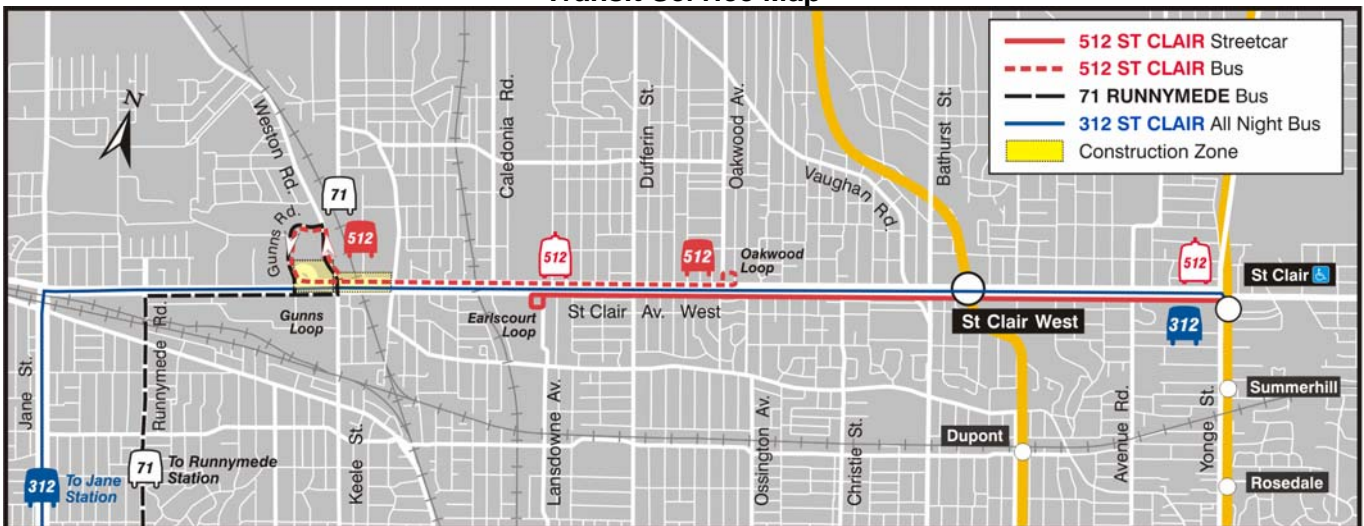 512 ST CLAIR Streetcar
512 ST CLAIR Bus
71 RUNNYMEDE Bus
312 ST CLAIR All Night Bus
Construction Zone
N
Weston Rd.
Caledonia Rd.
Dufferin St.
Oakwood Av.
Vaughan Rd.
Bathurst St.
71
Gunns Rd.
512
512
512
Oakwood
Loop
512
St Clair
Gunns
Loop
Earlscourt
Loop
St Clair Av. West
St Clair West
312
Jane St.
Runnymede Rd.
Keele St.
Lansdowne Av.
Ossington Av.
Christie St.
Dupont
Avenue Rd.
Yonge St.
Summerhill
Rosedale
312
To Jane
Station
71
To Runnymede
Station